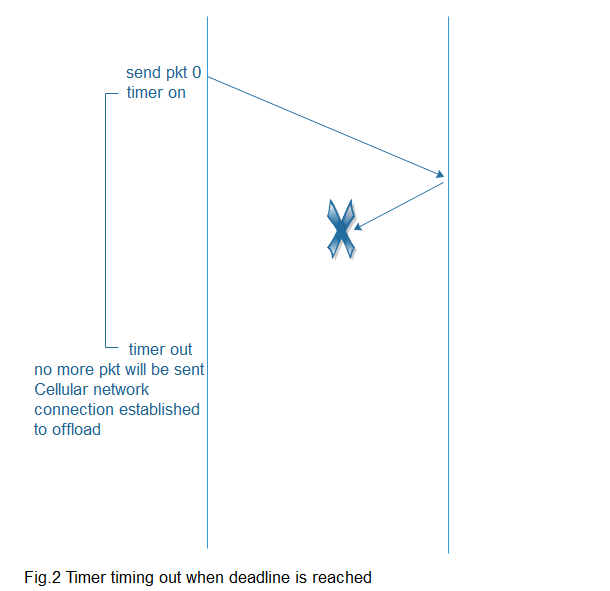 send pkt 0
timer on
timer out
no more pkt will be sent
Cellular network
connection established
to offload
Fig.2 Timer timing out when deadline is reached